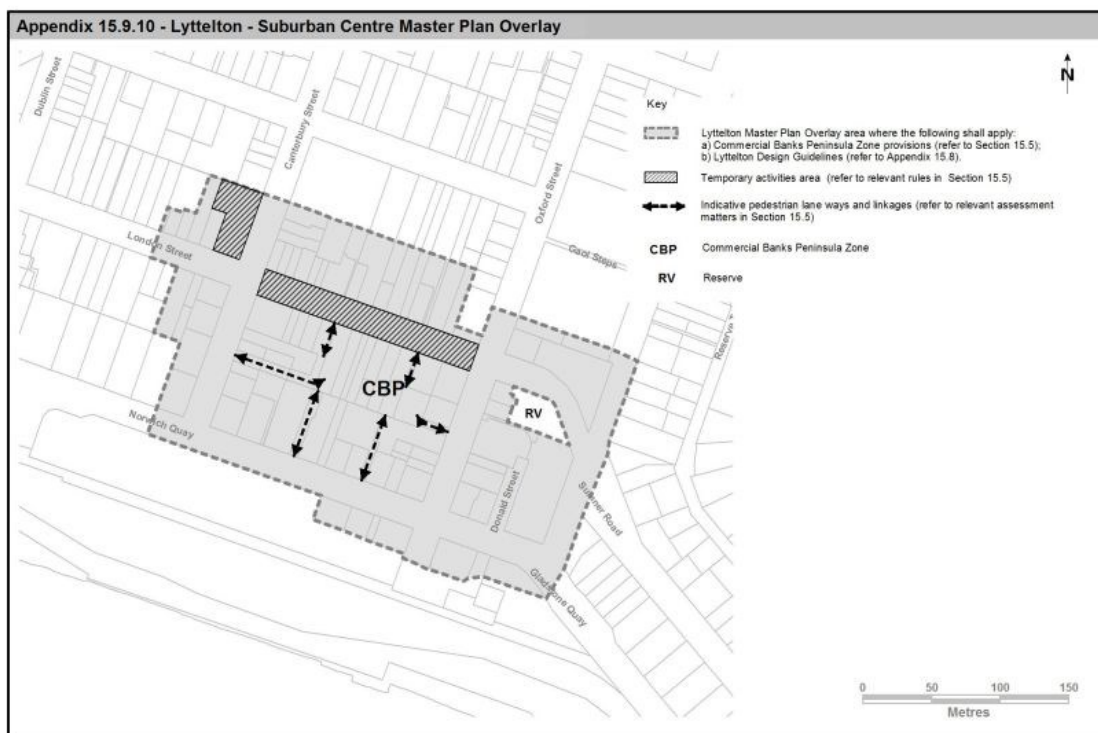 Appendix 15.9.10 - Lyttelton - Suburban Centre Master Plan Overlay
N
Key
Lyttelton Master Plan Overlay area where the following shall apply:
a) Commercial Banks Peninsula Zone provisions (refer to Section 15.5);
b) Lyttelton Design Guidelines (refer to Appendix 15.8).
Temporary activities area (refer to relevant rules in Section 15.5)
Indicative pedestrian lane ways and linkages (refer to relevant assessment
matters in Section 15.5)
CBP Commercial Banks Peninsula Zone
RV Reserve
Dublin Street
Canterbury Street
Oxford Street
Gaol Steps
London Street
Reserve T
CBP
RV
Norwich Quay
Donald Street
Sumner Road
Gladstone Quay
0 50 100 150
Metres